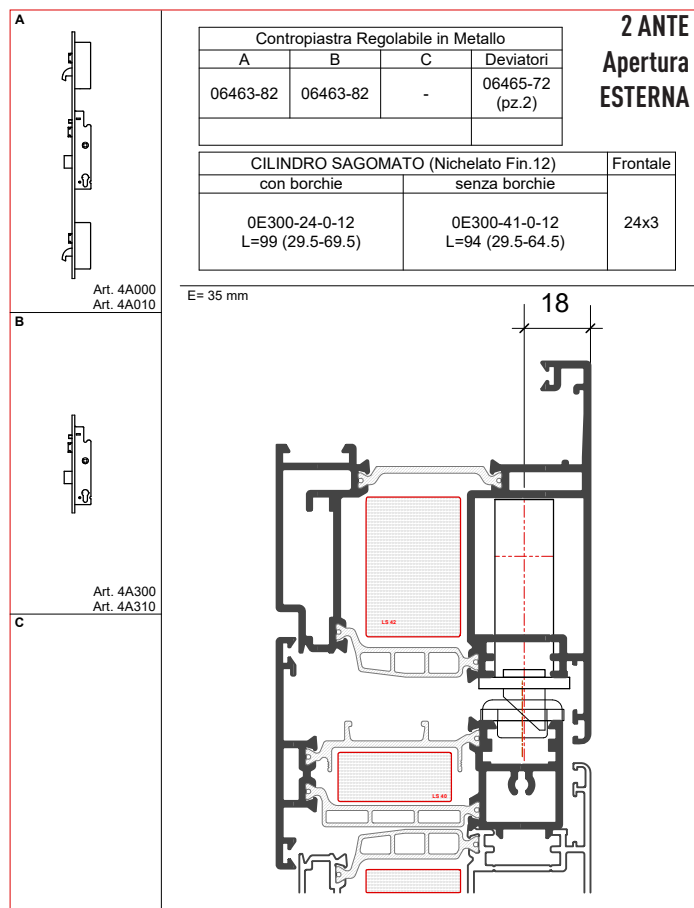 A
Art. 4A000
Art. 4A010
B
Art. 4A300
Art. 4A310
C
2 ANTE
Apertura
ESTERNA
Contropiastra Regolabile in Metallo
A B C Deviatori
06463-82 06463-82 - 06465-72
(pz.2)
CILINDRO SAGOMATO (Nichelato Fin.12) Frontale
con borchie senza borchie
0E300-24-0-12 0E300-41-0-12 24x3
L=99 (29.5-69.5) L=94 (29.5-64.5)
E= 35 mm
18
LS 42
LS 40